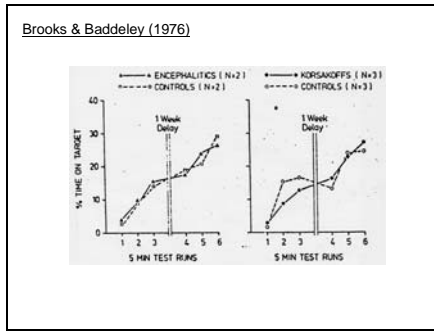 Brooks & Baddeley (1976)
ENCEPHALITICS (N=2)
CONTROLS (N=2)
KORSAKOFFS (N=3)
CONTROLS (N=3)
1 Week
Delay
1 Week
Delay
% TIME ON TARGET
40
30
20
10
0
1 2 3 4 5 6
1 2 3 4 5 6
5 MIN TEST RUNS
5 MIN TEST RUNS